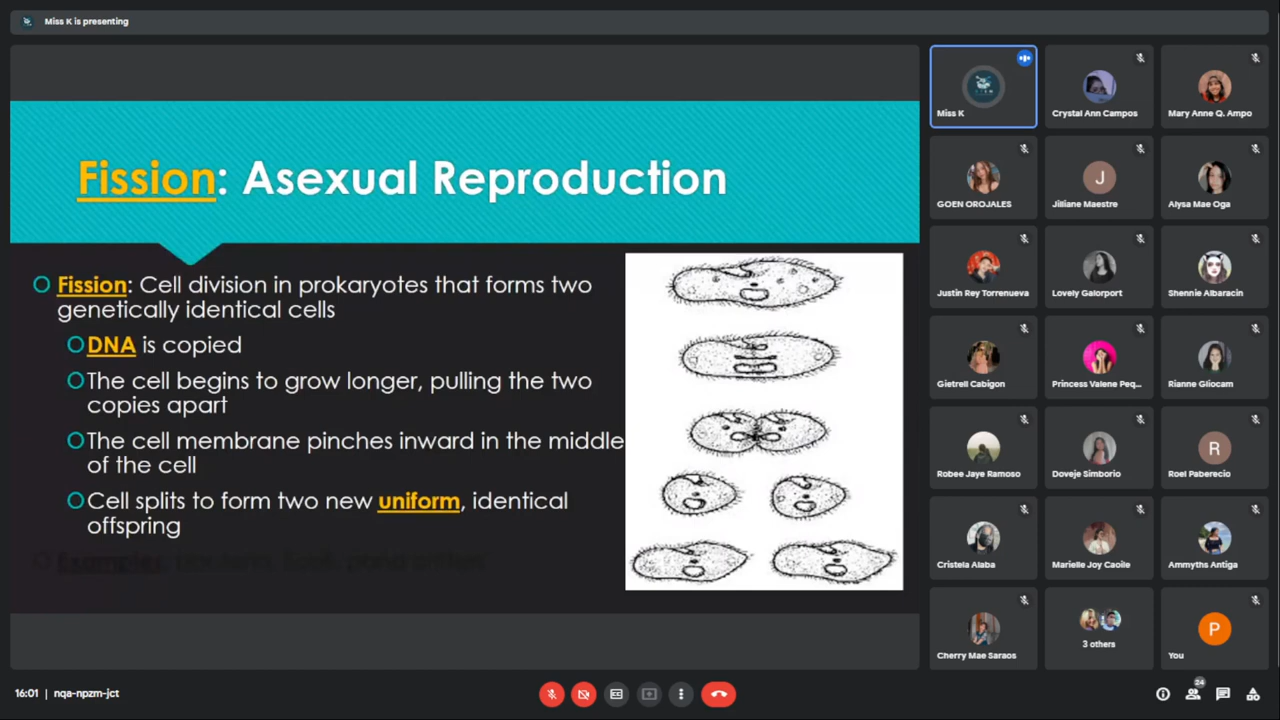 Miss K is presenting
Fission: Asexual Reproduction
Fission: Cell division in prokaryotes that forms two
genetically identical cells
DNA is copied
The cell begins to grow longer, pulling the two
copies apart
The cell membrane pinches inward in the middle
of the cell
Cell splits to form two new uniform, identical
offspring
Examples:
Miss K
Crystal Ann Campos
Mary Anne Q. Ampo
GOEN OROJALES
Jilliane Maestre
J
Alysa Mae Oga
Justin Rey Torrenueva
Lovely Galorport
Shennie Albaracin
Gietrell Cabigon
Princess Valene Peq...
Rianne Gliocam
Robee Jaye Ramoso
Doveje Simborio
R
Roel Paberecio
Cristela Alaba
Marielle Joy Caoile
Ammyths Antiga
Cherry Mae Saraos
3 others
P
You
16:01 | nqa-npzm-jct
24